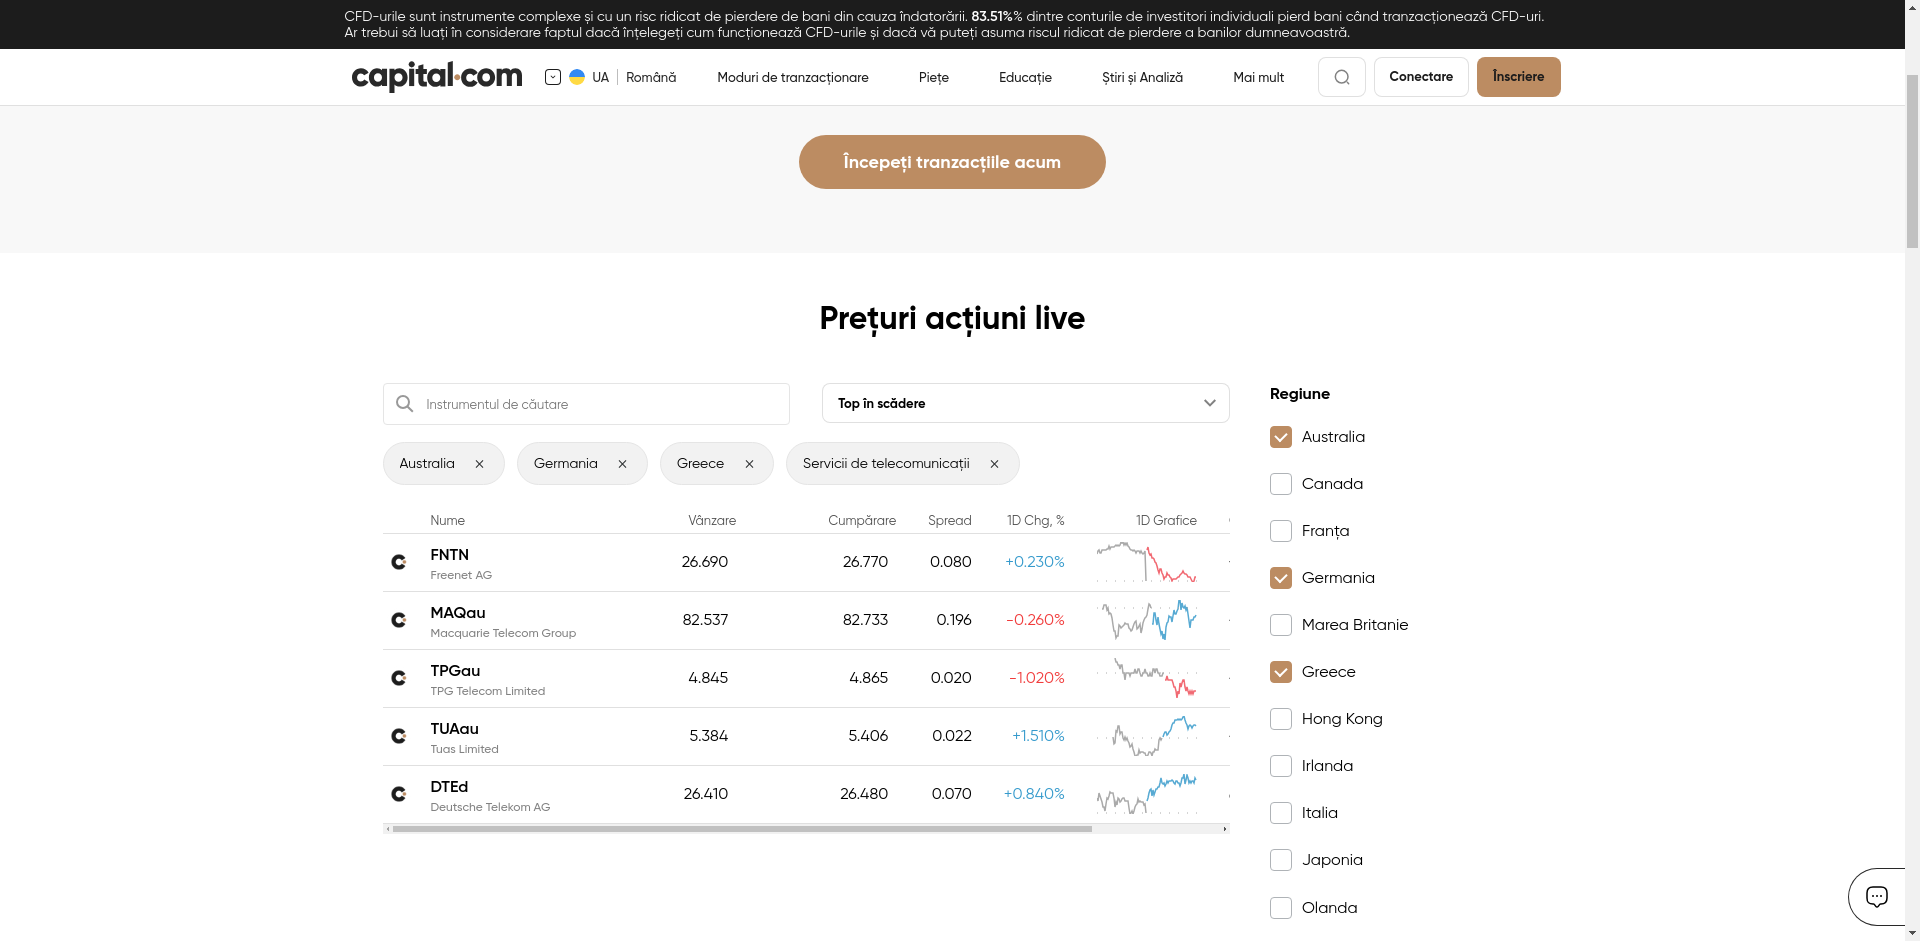 CFD-urile sunt instrumente complexe și cu un risc ridicat de pierdere de bani din cauza îndatorării. 83.51%% dintre conturile de investitori individuali pierd bani când tranzacționează CFD-uri.
Ar trebui să luați în considerare faptul dacă înțelegeți cum funcționează CFD-urile și dacă vă puteți asuma riscul ridicat de pierdere a banilor dumneavoastră.
capital.com UA Română Moduri de tranzacționare Piețe Educație Știri și Analiză Mai mult Conectare Înscriere
Începeți tranzacțiile acum
Prețuri acțiuni live
Instrumentul de căutare
Top în scădere
Australia Germania Greece Servicii de telecomunicații
Nume Vânzare Cumpărare Spread 1D Chg, % 1D Grafice
FNTN 26.690 26.770 0.080 +0.230%
Freenet AG
MAQau 82.537 82.733 0.196 -0.260%
Macquarie Telecom Group
TPGau 4.845 4.865 0.020 -1.020%
TPG Telecom Limited
TUAau 5.384 5.406 0.022 +1.510%
Tuas Limited
DTEd 26.410 26.480 0.070 +0.840%
Deutsche Telekom AG
Regiune
Australia
Canada
Franța
Germania
Marea Britanie
Greece
Hong Kong
Irlanda
Italia
Japonia
Olanda